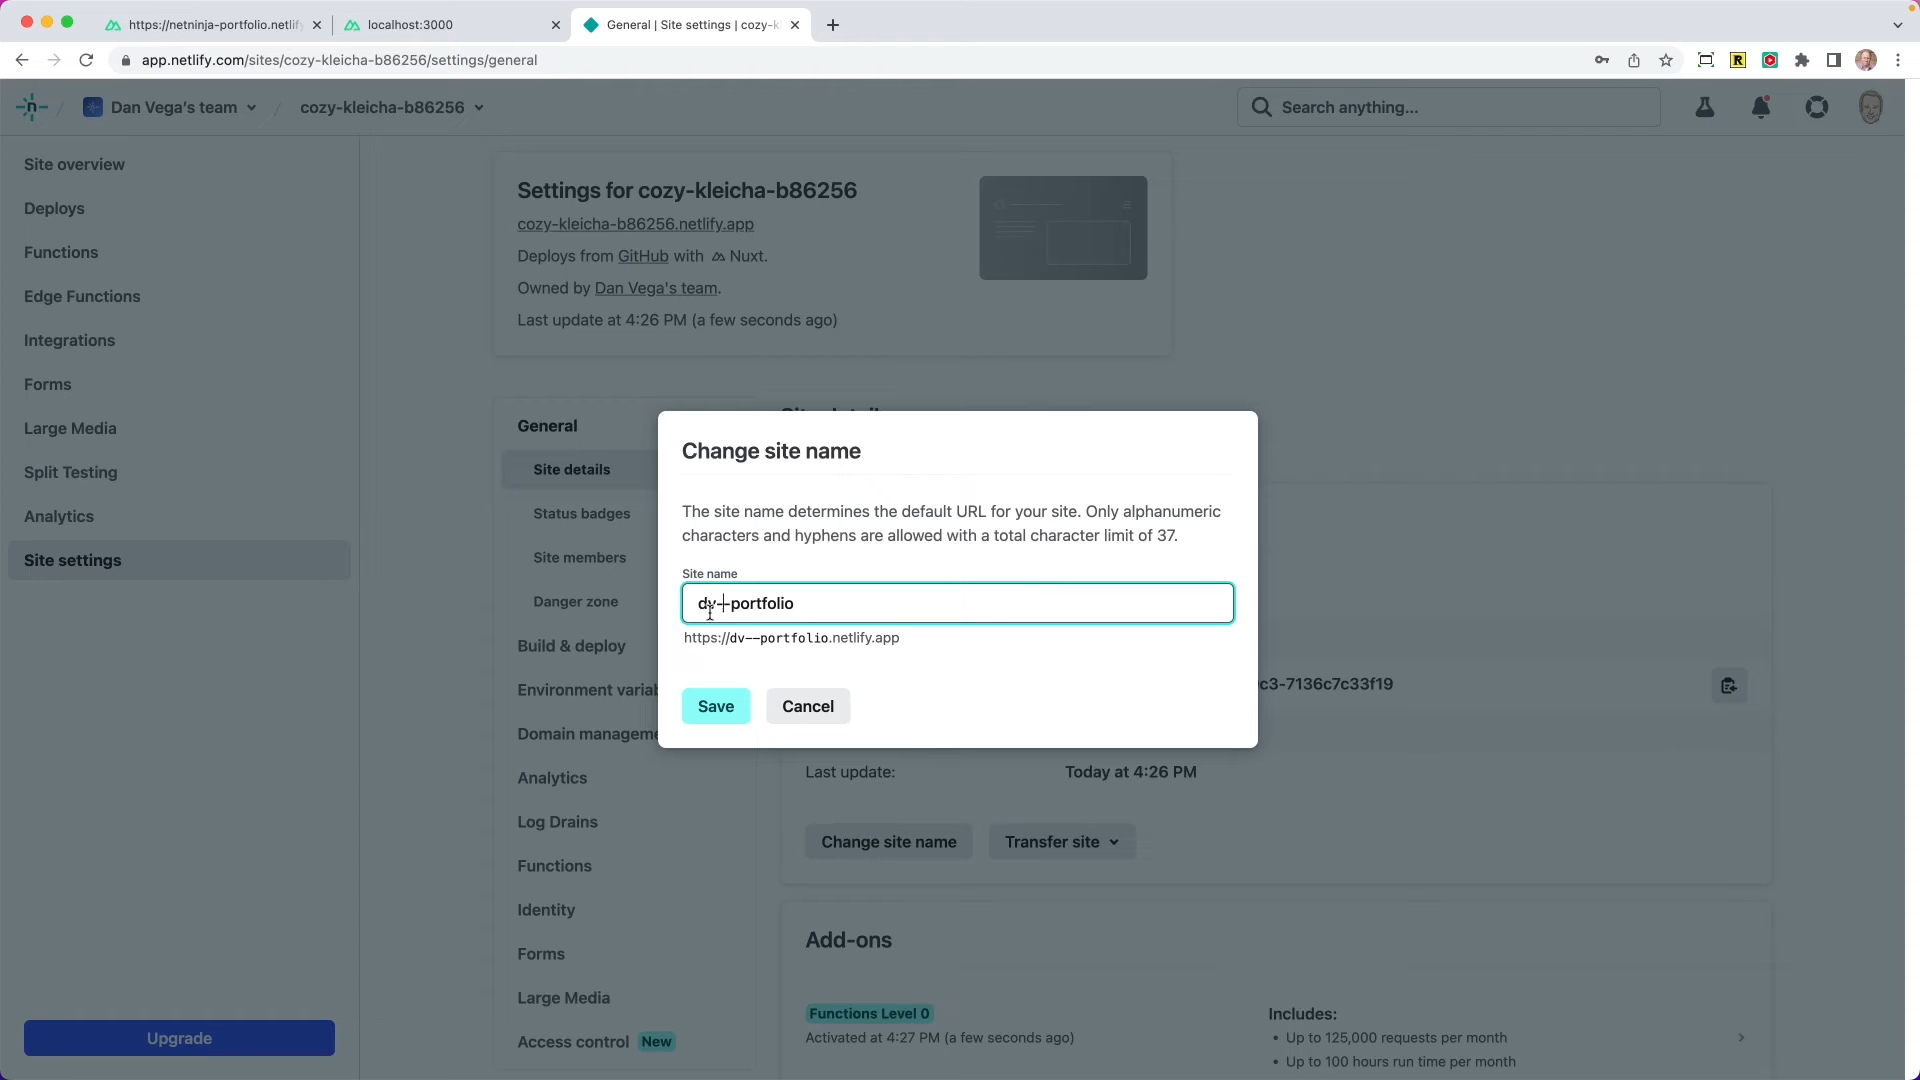 https://netninja-portfolio.netlify
localhost:3000
General | Site settings | cozy-kl
app.netlify.com/sites/cozy-kleicha-b86256/settings/general
Dan Vega's team
cozy-kleicha-b86256
Search anything...
Site overview
Deploys
Functions
Edge Functions
Integrations
Forms
Large Media
Split Testing
Analytics
Site settings
Upgrade
Settings for cozy-kleicha-b86256
cozy-kleicha-b86256.netlify.app
Deploys from GitHub with Nuxt.
Owned by Dan Vega's team.
Last update at 4:26 PM (a few seconds ago)
General
Site details
Status badges
Site members
Danger zone
Build & deploy
Environment variab
Domain manageme
Analytics
Log Drains
Functions
Identity
Forms
Large Media
Access control New
Change site name
The site name determines the default URL for your site. Only alphanumeric
characters and hyphens are allowed with a total character limit of 37.
Site name
dv--portfolio
https://dv--portfolio.netlify.app
Save
Cancel
c3-7136c7c33f19
Last update:
Today at 4:26 PM
Change site name
Transfer site
Add-ons
Functions Level 0
Activated at 4:27 PM (a few seconds ago)
Includes:
• Up to 125,000 requests per month
• Up to 100 hours run time per month